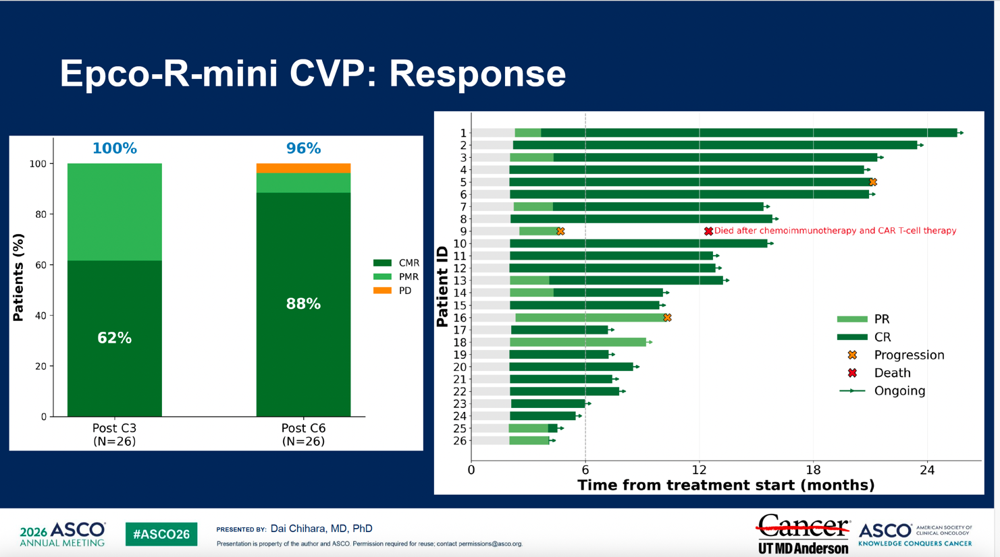 Epco-R-mini CVP: Response
100%
96%
100
80
60
40
20
0
Patients (%)
62%
88%
CMR
PMR
PD
Post C3
(N=26)
Post C6
(N=26)
Patient ID
1
2
3
4
5
6
7
8
9
10
11
12
13
14
15
16
17
18
19
20
21
22
23
24
25
26
Died after chemoimmunotherapy and CAR T-cell therapy
PR
CR
Progression
Death
Ongoing
0
6
12
18
24
Time from treatment start (months)
2026 ASCO
ANNUAL MEETING
#ASCO26
PRESENTED BY: Dai Chihara, MD, PhD
Presentation is property of the author and ASCO. Permission required for reuse; contact permissions@asco.org.
Cancer
UT MD Anderson
ASCO
AMERICAN SOCIETY OF
CLINICAL ONCOLOGY
KNOWLEDGE CONQUERS CANCER